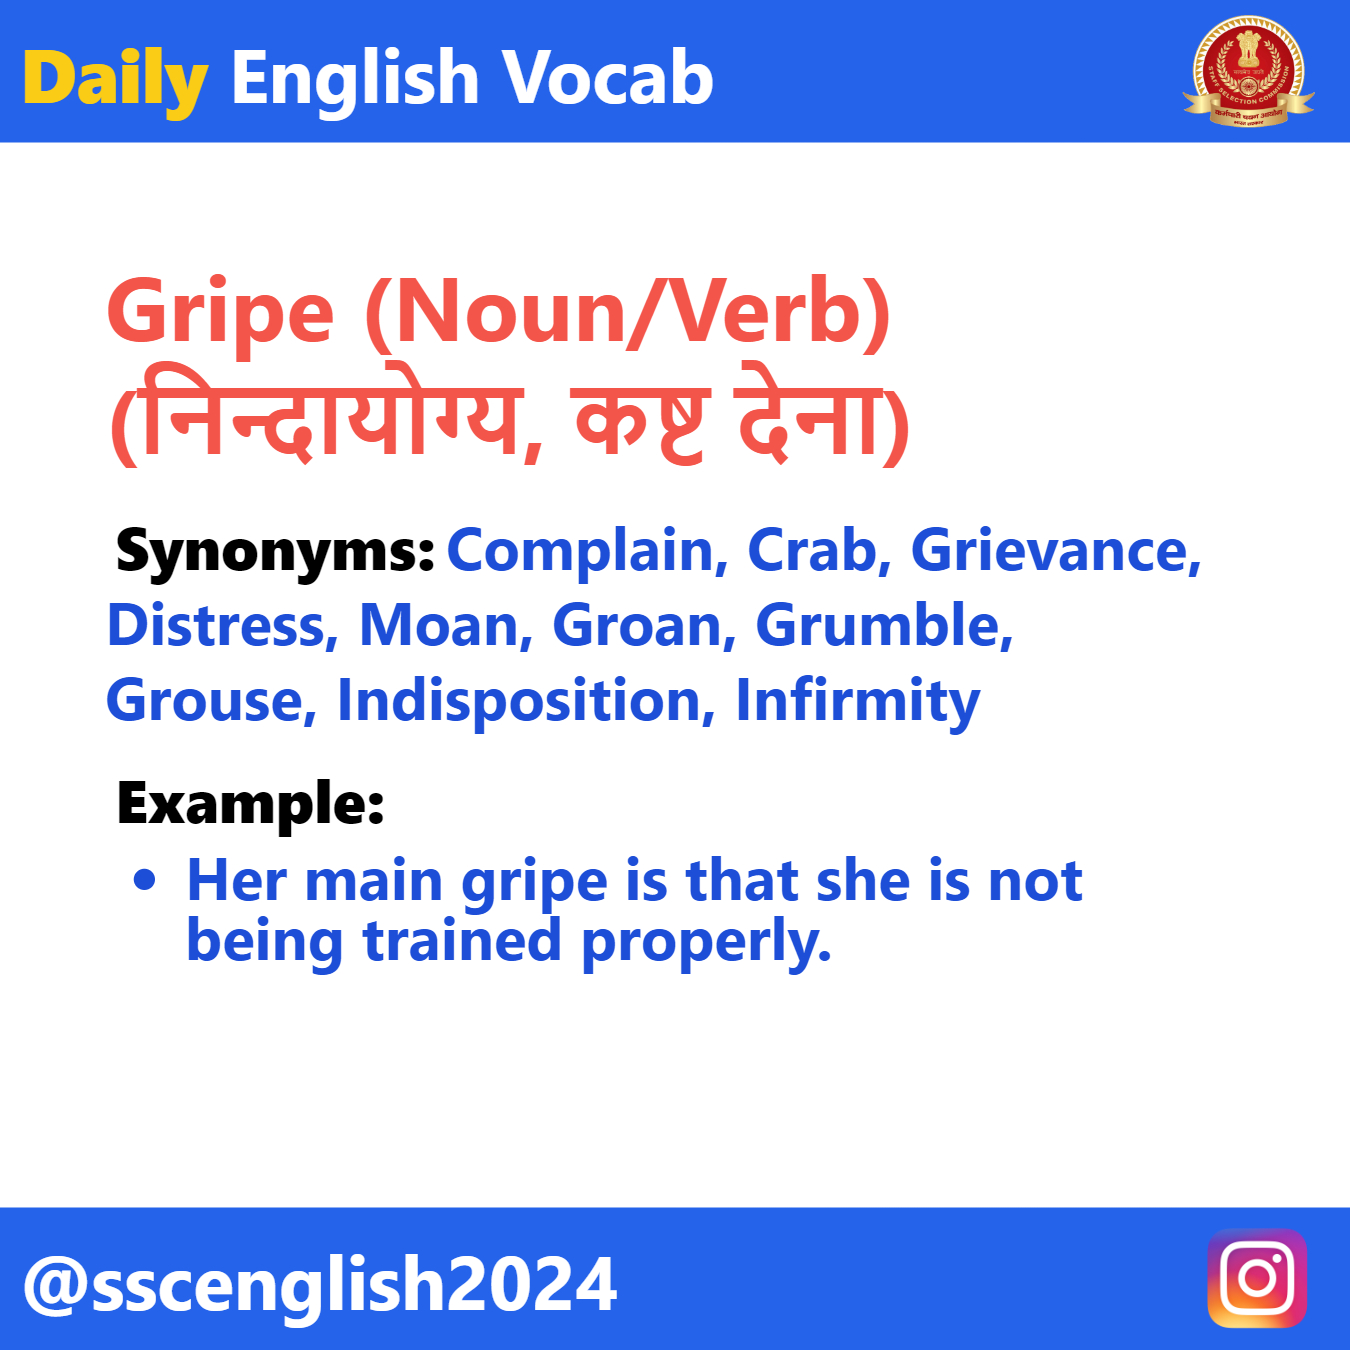 Daily English Vocab
STAFF SELECTION COMMISSION
कर्मचारी चयन आयोग
भारत सरकार
Gripe (Noun/Verb)
(निन्दायोग्य, कष्ट देना)
Synonyms: Complain, Crab, Grievance,
Distress, Moan, Groan, Grumble,
Grouse, Indisposition, Infirmity
Example:
• Her main gripe is that she is not
being trained properly.
@sscenglish2024